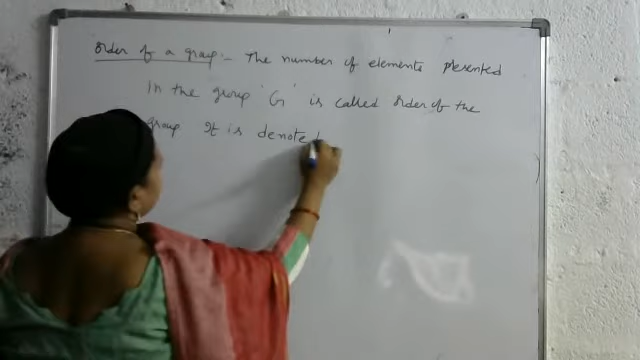 Order of a group :- The number of elements presented
In the group 'G' is called order of the
group It is denoted